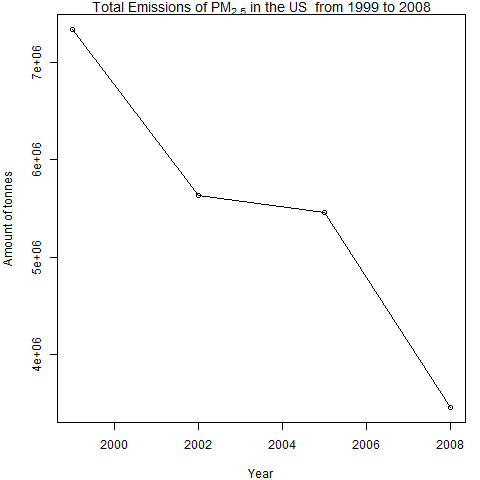 Total Emissions of PM2.5 in the US  from 1999 to 2008
7e+06
6e+06
5e+06
4e+06
Amount of tonnes
2000 2002 2004 2006 2008
Year